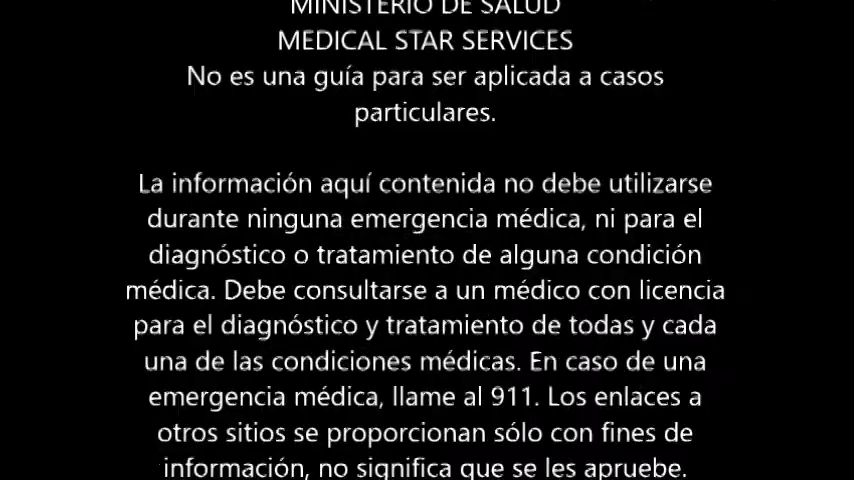 MINISTERIO DE SALUD
MEDICAL STAR SERVICES
No es una guía para ser aplicada a casos
particulares.
La información aquí contenida no debe utilizarse
durante ninguna emergencia médica, ni para el
diagnóstico o tratamiento de alguna condición
médica. Debe consultarse a un médico con licencia
para el diagnóstico y tratamiento de todas y cada
una de las condiciones médicas. En caso de una
emergencia médica, llame al 911. Los enlaces a
otros sitios se proporcionan sólo con fines de
información, no significa que se les apruebe.